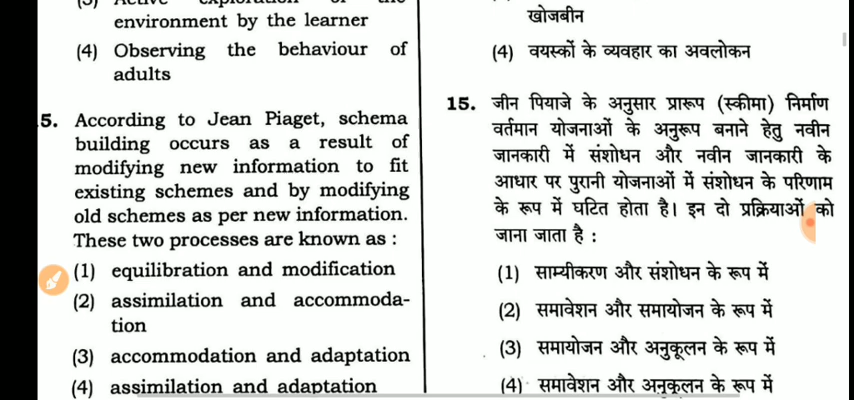 (3) Active exploration of the
environment by the learner
(4) Observing the behaviour of
adults
5. According to Jean Piaget, schema
building occurs as a result of
modifying new information to fit
existing schemes and by modifying
old schemes as per new information.
These two processes are known as :
(1) equilibration and modification
(2) assimilation and accommoda-
tion
(3) accommodation and adaptation
(4) assimilation and adaptation
खोजबीन
(4) वयस्कों के व्यवहार का अवलोकन
15. जीन पियाजे के अनुसार प्रारूप (स्कीमा) निर्माण
वर्तमान योजनाओं के अनुरूप बनाने हेतु नवीन
जानकारी में संशोधन और नवीन जानकारी के
आधार पर पुरानी योजनाओं में संशोधन के परिणाम
के रूप में घटित होता है। इन दो प्रक्रियाओं को
जाना जाता है :
(1) साम्यीकरण और संशोधन के रूप में
(2) समावेशन और समायोजन के रूप में
(3) समायोजन और अनुकूलन के रूप में
(4) समावेशन और अनुकूलन के रूप में